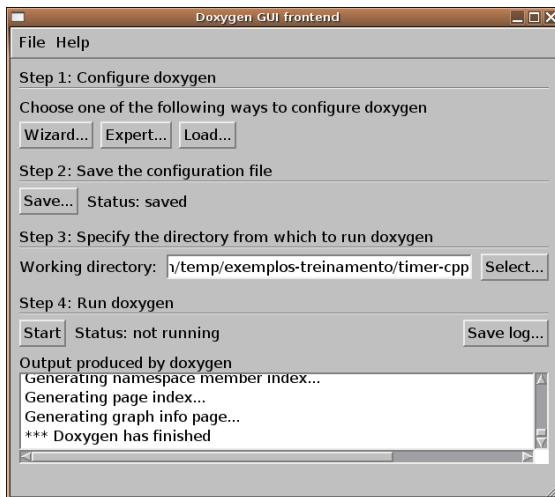 Doxygen GUI frontend
File Help
Step 1: Configure doxygen
Choose one of the following ways to configure doxygen
Wizard... Expert... Load...
Step 2: Save the configuration file
Save... Status: saved
Step 3: Specify the directory from which to run doxygen
Working directory: /temp/exemplos-treinamento/timer-cpp Select...
Step 4: Run doxygen
Start Status: not running Save log...
Output produced by doxygen
Generating namespace member index...
Generating page index...
Generating graph info page...
*** Doxygen has finished